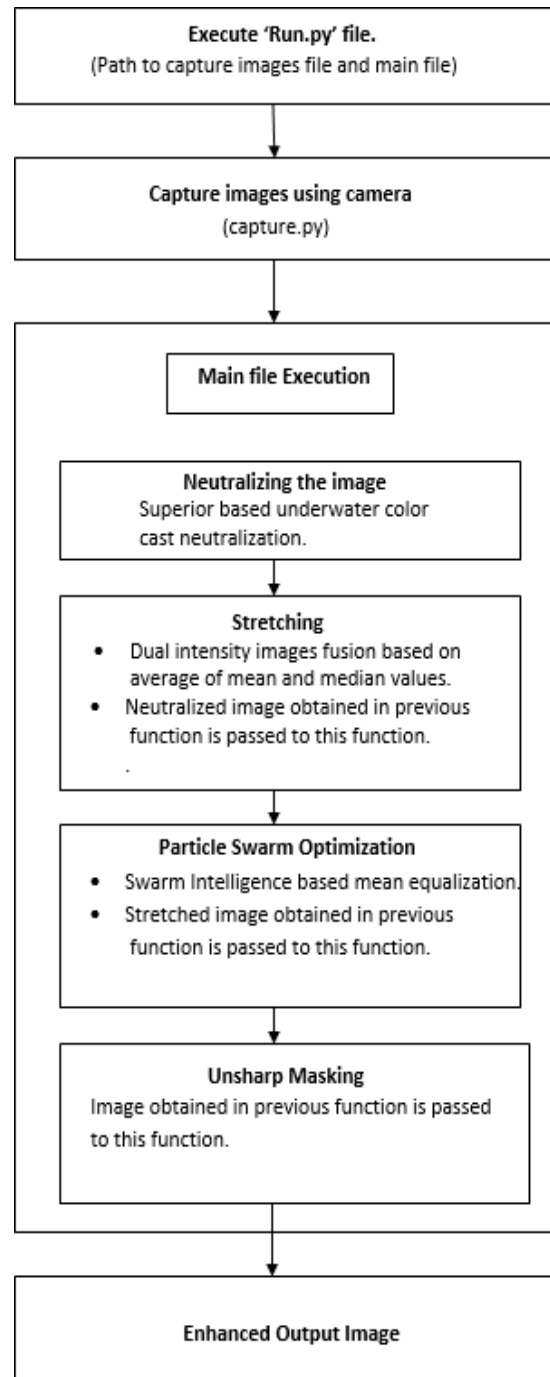 Execute ‘Run.py’ file.
(Path to capture images file and main file)
Capture images using camera
(capture.py)
Main file Execution
Neutralizing the image
Superior based underwater color
cast neutralization.
Stretching
• Dual intensity images fusion based on
average of mean and median values.
• Neutralized image obtained in previous
function is passed to this function.
.
Particle Swarm Optimization
• Swarm Intelligence based mean equalization.
• Stretched image obtained in previous
function is passed to this function.
Unsharp Masking
Image obtained in previous function is passed
to this function.
Enhanced Output Image